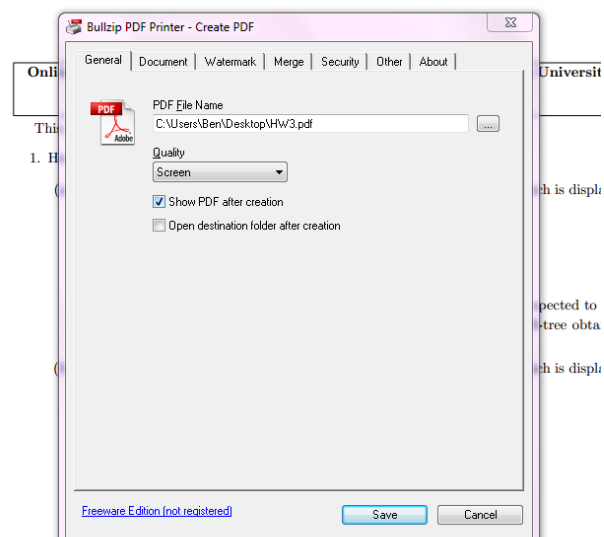 Bullzip PDF Printer - Create PDF
General Document Watermark Merge Security Other About
PDF
Adobe
PDF File Name
C:\Users\Ben\Desktop\HW3.pdf
...
Quality
Screen
Show PDF after creation
Open destination folder after creation
Freeware Edition (not registered)
Save Cancel
Onli
Universit
This
1. H
(
ch is displa
pected to
-tree obta
(
ch is displa